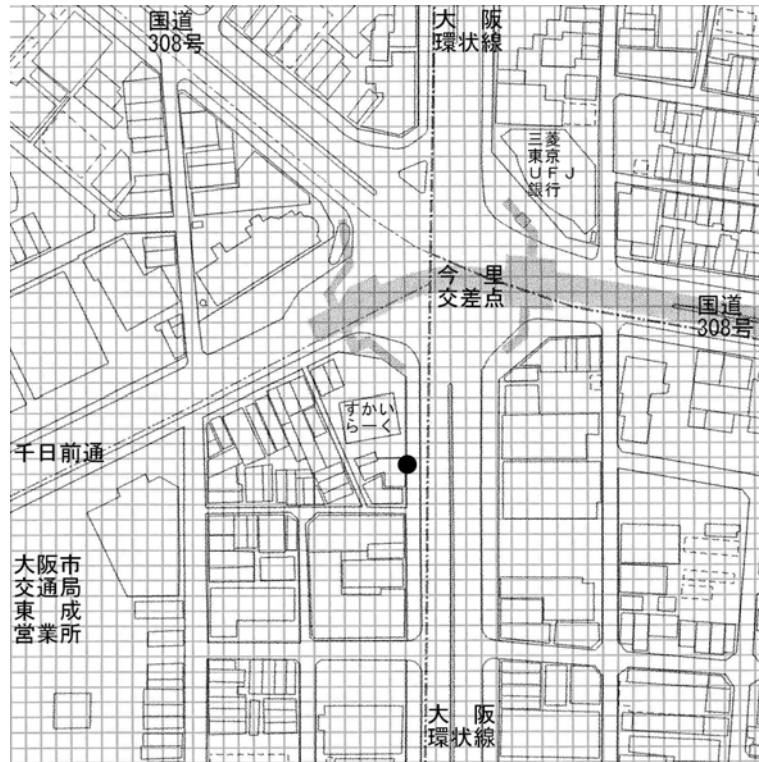 国道
308号
大阪
環状線
三菱
東京
UFJ
銀行
今里
交差点
国道
308号
すかい
らーく
千日前通
大阪市
交通局
東成
営業所
大阪
環状線